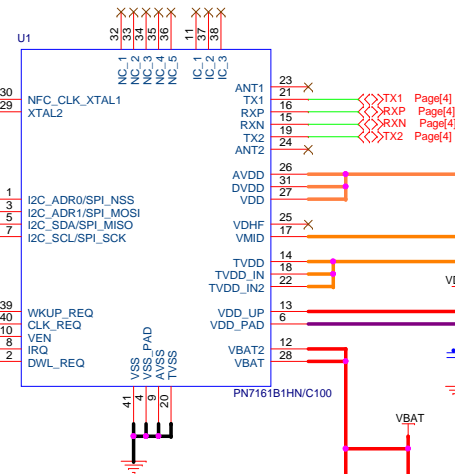 U1
32 33 34 35 36 11 37 38
NC_1 NC_2 NC_3 NC_4 NC_5 IC_1 IC_2 IC_3
ANT1 23
30 NFC_CLK_XTAL1 TX1 21 TX1 Page[4]
29 XTAL2 RXP 16 RXP Page[4]
RXN 15 RXN Page[4]
TX2 19 TX2 Page[4]
ANT2 24
AVDD 26
DVDD 31
1 I2C_ADR0/SPI_NSS VDD 27
3 I2C_ADR1/SPI_MOSI
5 I2C_SDA/SPI_MISO VDHF 25
7 I2C_SCL/SPI_SCK VMID 17
TVDD 14
TVDD_IN 18
TVDD_IN2 22
39 WKUP_REQ VDD_UP 13
40 CLK_REQ VDD_PAD 6
10 VEN
8 IRQ VBAT2 12
2 DWL_REQ VBAT 28
VSS VSS_PAD AVSS TVSS
41 4 9 20
PN7161B1HN/C100
VBAT